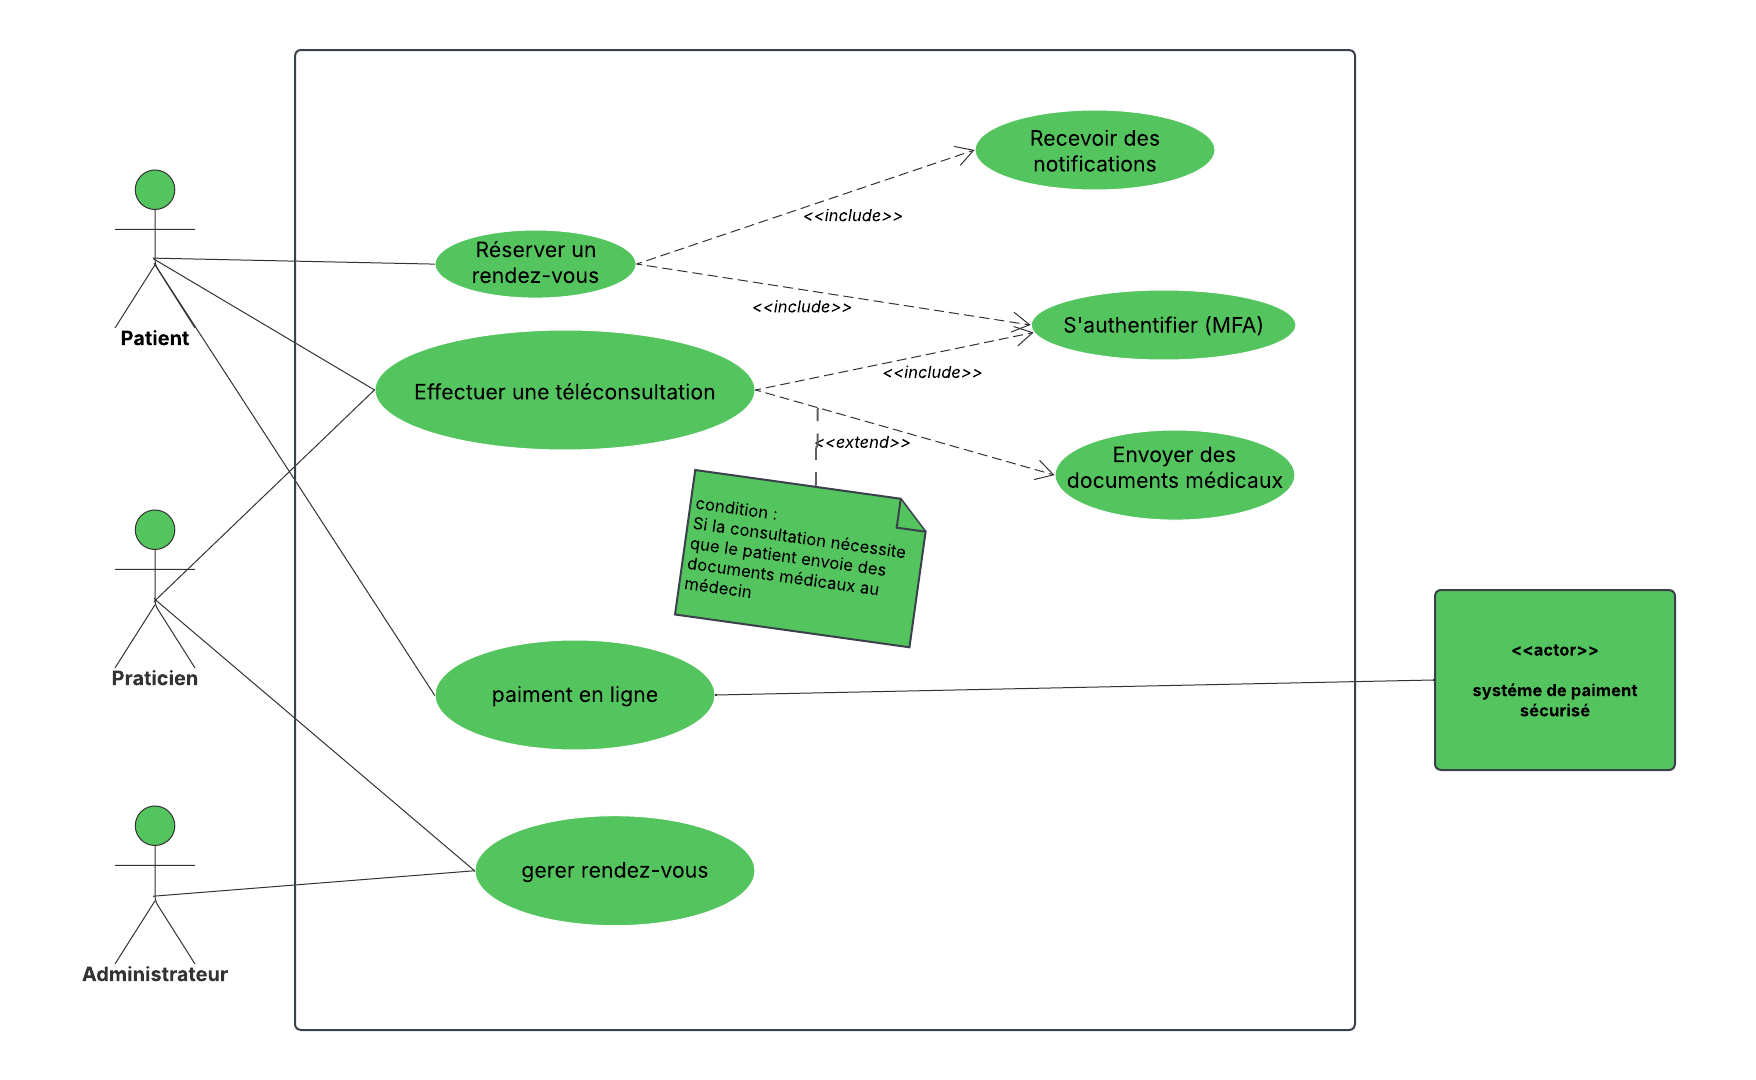 Recevoir des
notifications
<<include>>
Réserver un
rendez-vous
<<include>>
S'authentifier (MFA)
Patient
<<include>>
Effectuer une téléconsultation
<<extend>>
Envoyer des
documents médicaux
condition :
Si la consultation nécessite
que le patient envoie des
documents médicaux au
médecin
Praticien
paiment en ligne
<<actor>>
systéme de paiment
sécurisé
gerer rendez-vous
Administrateur